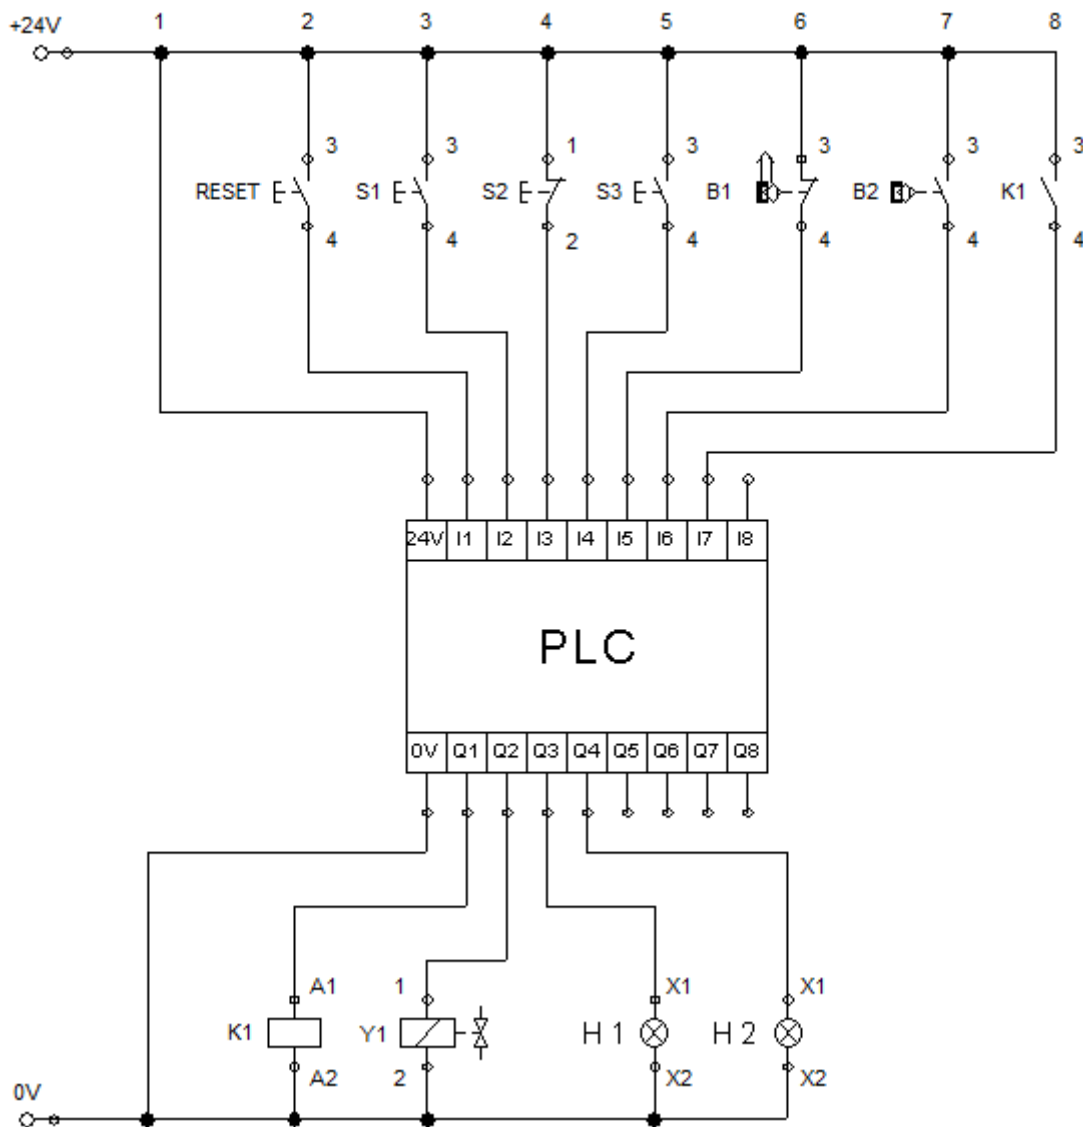 +24V 1 2 3 4 5 6 7 8
3 3 1 3 3 3 3
RESET S1 S2 S3 B1 B2 K1
4 4 2 4 4 4 4
24V I1 I2 I3 I4 I5 I6 I7 I8
PLC
0V Q1 Q2 Q3 Q4 Q5 Q6 Q7 Q8
A1 1 X1 X1
K1 Y1 H1 H2
A2 2 X2 X2
0V